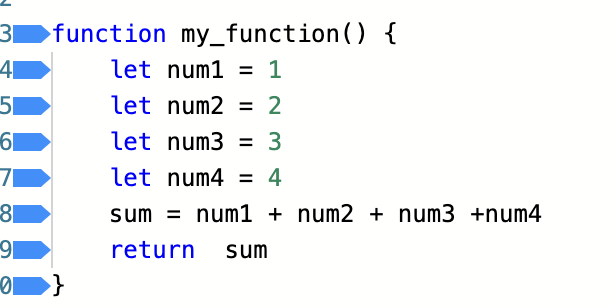 3 function my_function() {
4     let num1 = 1
5     let num2 = 2
6     let num3 = 3
7     let num4 = 4
8     sum = num1 + num2 + num3 +num4
9     return  sum
0 }